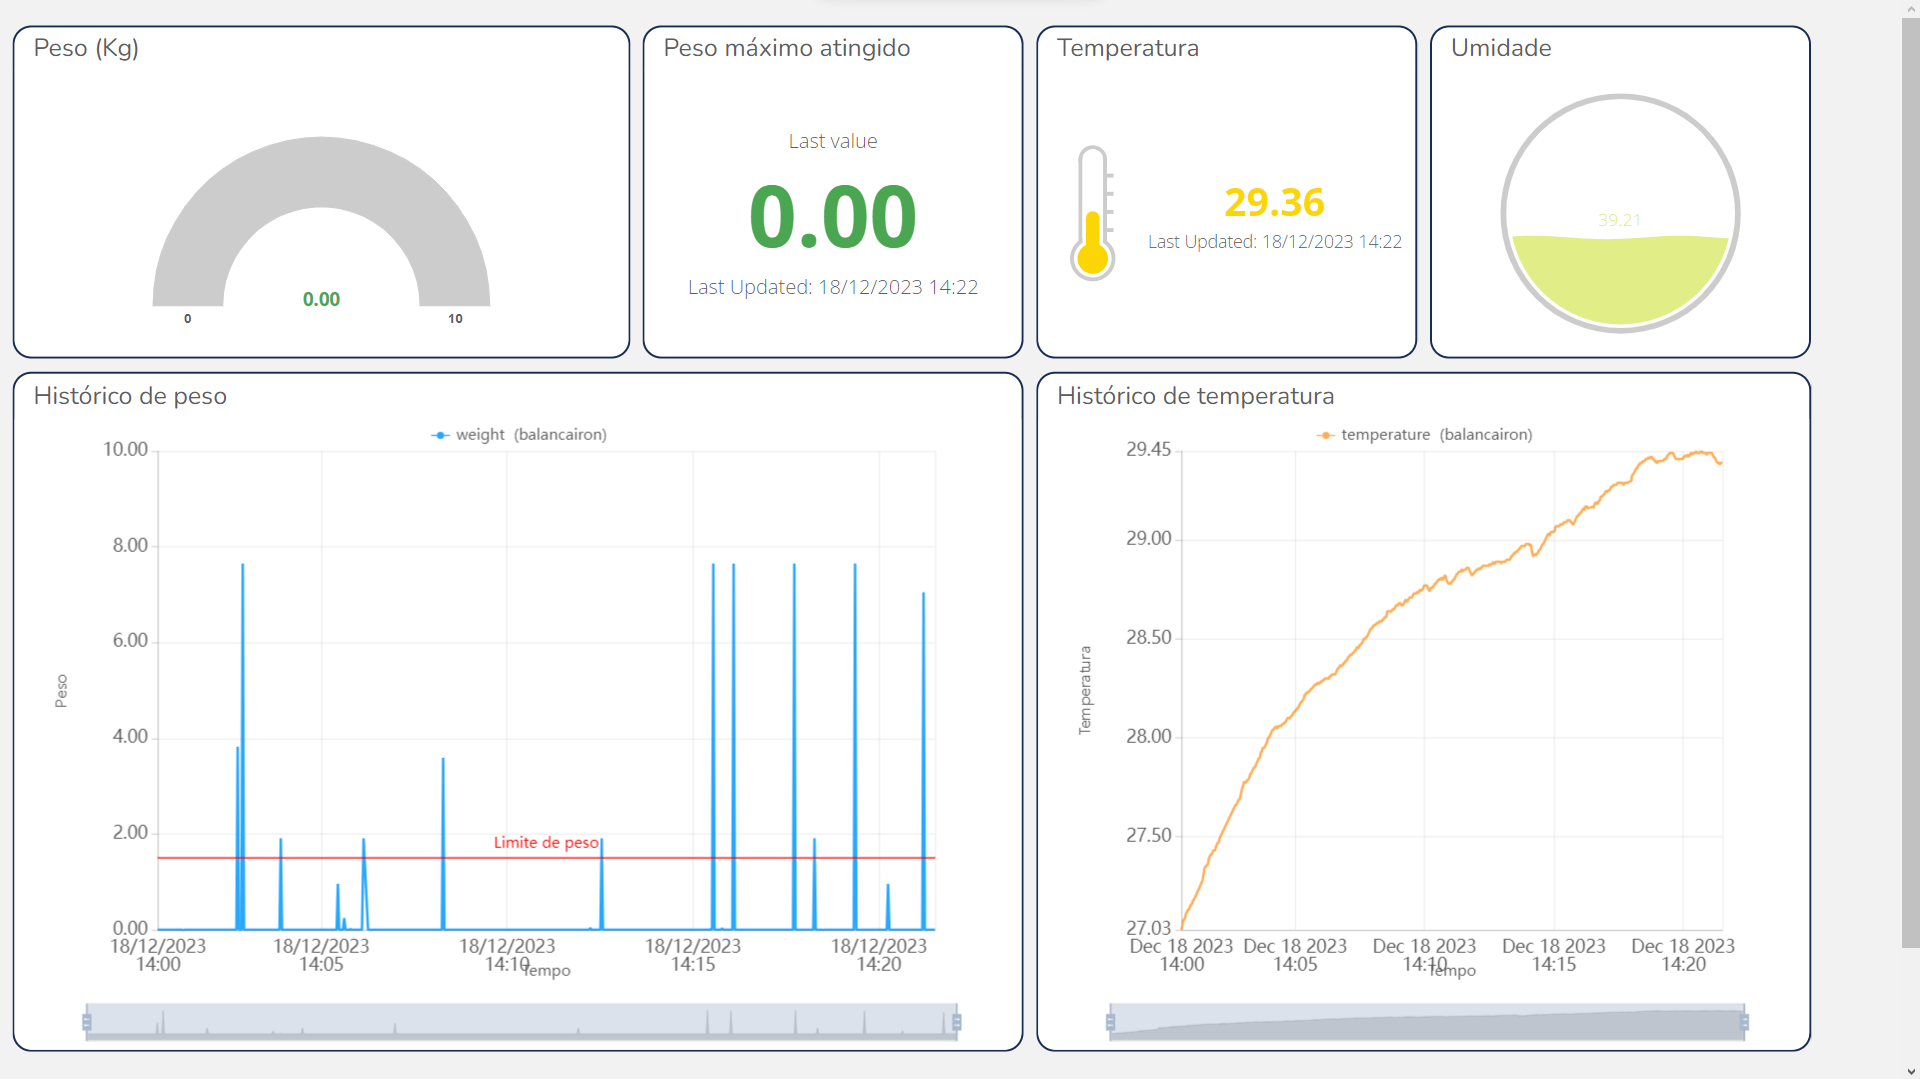 Peso (Kg)
0.00
0
10
Peso máximo atingido
Last value
0.00
Last Updated: 18/12/2023 14:22
Temperatura
29.36
Last Updated: 18/12/2023 14:22
Umidade
39.21
Histórico de peso
weight (balancairon)
10.00
8.00
6.00
4.00
2.00
0.00
Peso
Limite de peso
18/12/2023 14:00
18/12/2023 14:05
18/12/2023 14:10
18/12/2023 14:15
18/12/2023 14:20
Tempo
Histórico de temperatura
temperature (balancairon)
29.45
29.00
28.50
28.00
27.50
27.03
Temperatura
Dec 18 2023 14:00
Dec 18 2023 14:05
Dec 18 2023 14:10
Dec 18 2023 14:15
Dec 18 2023 14:20
Tempo